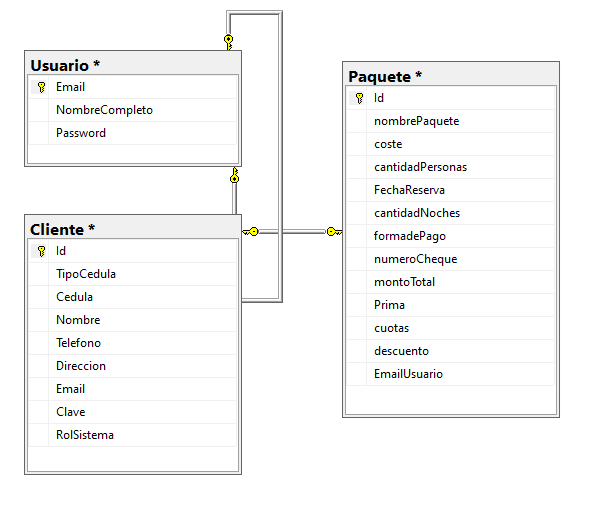 Usuario *
Email
NombreCompleto
Password
Paquete *
Id
nombrePaquete
coste
cantidadPersonas
FechaReserva
cantidadNoches
formadePago
numeroCheque
montoTotal
Prima
cuotas
descuento
EmailUsuario
Cliente *
Id
TipoCedula
Cedula
Nombre
Telefono
Direccion
Email
Clave
RolSistema